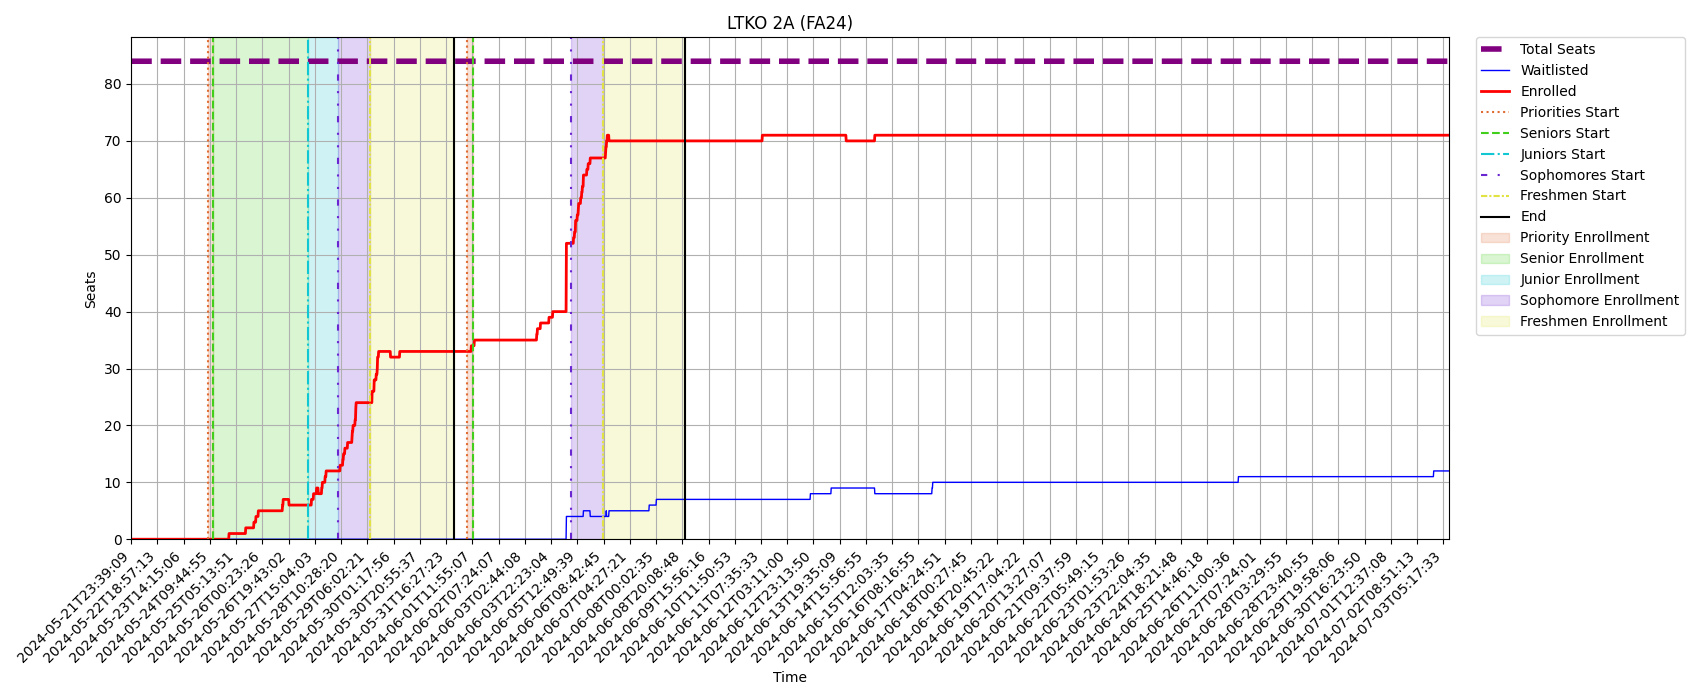 LTKO 2A (FA24)
Total Seats
Waitlisted
Enrolled
Priorities Start
Seniors Start
Juniors Start
Sophomores Start
Freshmen Start
End
Priority Enrollment
Senior Enrollment
Junior Enrollment
Sophomore Enrollment
Freshmen Enrollment
Seats
80
70
60
50
40
30
20
10
0
2024-05-21T23:39:09
2024-05-22T18:57:13
2024-05-23T14:15:06
2024-05-24T09:44:55
2024-05-25T05:13:51
2024-05-26T00:23:26
2024-05-26T19:43:02
2024-05-27T15:04:03
2024-05-28T10:28:20
2024-05-29T06:02:21
2024-05-30T01:17:56
2024-05-30T20:55:37
2024-05-31T16:27:23
2024-06-01T11:55:07
2024-06-02T07:24:07
2024-06-03T02:44:08
2024-06-03T22:23:04
2024-06-05T12:49:39
2024-06-06T08:42:45
2024-06-07T04:27:21
2024-06-08T00:02:35
2024-06-08T20:08:48
2024-06-09T15:56:16
2024-06-10T11:50:53
2024-06-11T07:35:33
2024-06-12T03:11:00
2024-06-12T23:13:50
2024-06-13T19:35:09
2024-06-14T15:56:55
2024-06-15T12:03:35
2024-06-16T08:16:55
2024-06-17T04:24:51
2024-06-18T00:27:45
2024-06-18T20:45:22
2024-06-19T17:04:22
2024-06-20T13:27:07
2024-06-21T09:37:59
2024-06-22T05:49:15
2024-06-23T01:53:26
2024-06-23T22:04:35
2024-06-24T18:21:48
2024-06-25T14:46:18
2024-06-26T11:00:36
2024-06-27T07:24:01
2024-06-28T03:29:55
2024-06-28T23:40:55
2024-06-29T19:58:06
2024-06-30T16:23:50
2024-07-01T12:37:08
2024-07-02T08:51:13
2024-07-03T05:17:33
Time